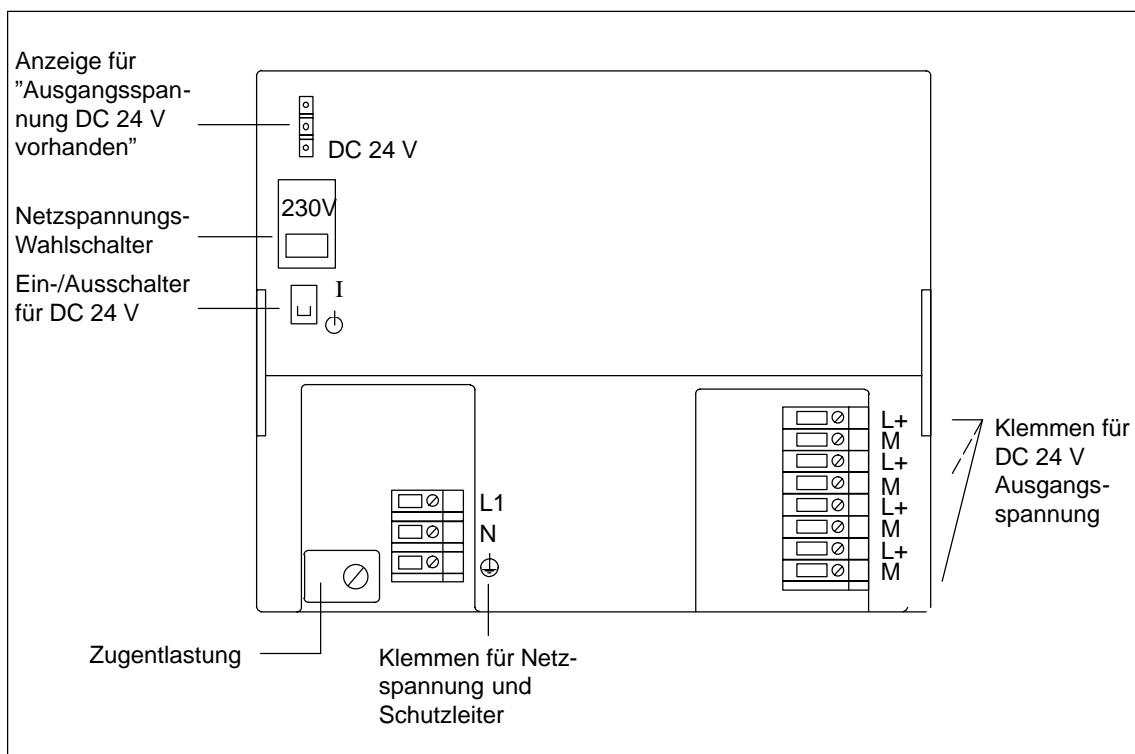 Anzeige für
”Ausgangsspan-
nung DC 24 V
vorhanden”
DC 24 V
230V
Netzspannungs-
Wahlschalter
Ein-/Ausschalter
für DC 24 V
I
L+
M
L+
M
L+
M
L+
M
Klemmen für
DC 24 V
Ausgangs-
spannung
L1
N
Zugentlastung
Klemmen für Netz-
spannung und
Schutzleiter